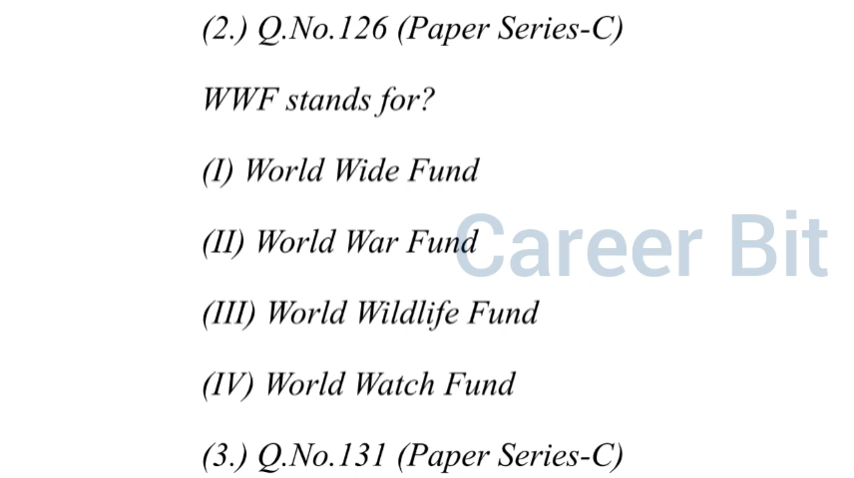 (2.) Q.No.126 (Paper Series-C)
WWF stands for?
(I) World Wide Fund
(II) World War Fund
Career Bit
(III) World Wildlife Fund
(IV) World Watch Fund
(3.) Q.No.131 (Paper Series-C)